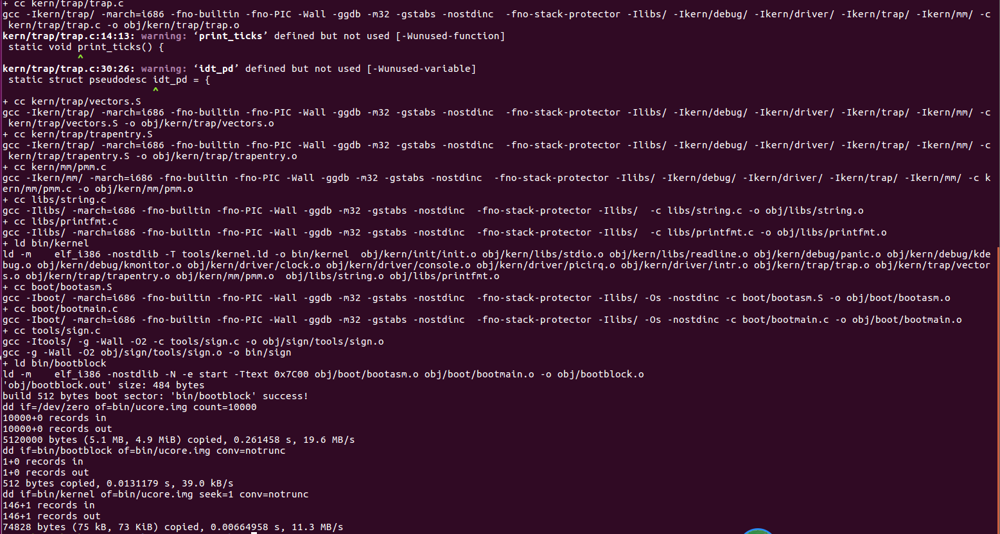 + cc kern/trap/trap.c
gcc -Ikern/trap/ -march=i686 -fno-builtin -fno-PIC -Wall -ggdb -m32 -gstabs -nostdinc  -fno-stack-protector -Ilibs/ -Ikern/debug/ -Ikern/driver/ -Ikern/trap/ -Ikern/mm/ -c
 kern/trap/trap.c -o obj/kern/trap/trap.o
kern/trap/trap.c:14:13: warning: ‘print_ticks’ defined but not used [-Wunused-function]
 static void print_ticks() {
             ^
kern/trap/trap.c:30:26: warning: ‘idt_pd’ defined but not used [-Wunused-variable]
 static struct pseudodesc idt_pd = {
                          ^
+ cc kern/trap/vectors.S
gcc -Ikern/trap/ -march=i686 -fno-builtin -fno-PIC -Wall -ggdb -m32 -gstabs -nostdinc  -fno-stack-protector -Ilibs/ -Ikern/debug/ -Ikern/driver/ -Ikern/trap/ -Ikern/mm/ -c
 kern/trap/vectors.S -o obj/kern/trap/vectors.o
+ cc kern/trap/trapentry.S
gcc -Ikern/trap/ -march=i686 -fno-builtin -fno-PIC -Wall -ggdb -m32 -gstabs -nostdinc  -fno-stack-protector -Ilibs/ -Ikern/debug/ -Ikern/driver/ -Ikern/trap/ -Ikern/mm/ -c
 kern/trap/trapentry.S -o obj/kern/trap/trapentry.o
+ cc kern/mm/pmm.c
gcc -Ikern/mm/ -march=i686 -fno-builtin -fno-PIC -Wall -ggdb -m32 -gstabs -nostdinc  -fno-stack-protector -Ilibs/ -Ikern/debug/ -Ikern/driver/ -Ikern/trap/ -Ikern/mm/ -c k
ern/mm/pmm.c -o obj/kern/mm/pmm.o
+ cc libs/string.c
gcc -Ilibs/ -march=i686 -fno-builtin -fno-PIC -Wall -ggdb -m32 -gstabs -nostdinc  -fno-stack-protector -Ilibs/  -c libs/string.c -o obj/libs/string.o
+ cc libs/printfmt.c
gcc -Ilibs/ -march=i686 -fno-builtin -fno-PIC -Wall -ggdb -m32 -gstabs -nostdinc  -fno-stack-protector -Ilibs/  -c libs/printfmt.c -o obj/libs/printfmt.o
+ ld bin/kernel
ld -m    elf_i386 -nostdlib -T tools/kernel.ld -o bin/kernel  obj/kern/init/init.o obj/kern/libs/stdio.o obj/kern/libs/readline.o obj/kern/debug/panic.o obj/kern/debug/kde
bug.o obj/kern/debug/kmonitor.o obj/kern/driver/clock.o obj/kern/driver/console.o obj/kern/driver/picirq.o obj/kern/driver/intr.o obj/kern/trap/trap.o obj/kern/trap/vector
s.o obj/kern/trap/trapentry.o obj/kern/mm/pmm.o  obj/libs/string.o obj/libs/printfmt.o
+ cc boot/bootasm.S
gcc -Iboot/ -march=i686 -fno-builtin -fno-PIC -Wall -ggdb -m32 -gstabs -nostdinc  -fno-stack-protector -Ilibs/ -Os -nostdinc -c boot/bootasm.S -o obj/boot/bootasm.o
+ cc boot/bootmain.c
gcc -Iboot/ -march=i686 -fno-builtin -fno-PIC -Wall -ggdb -m32 -gstabs -nostdinc  -fno-stack-protector -Ilibs/ -Os -nostdinc -c boot/bootmain.c -o obj/boot/bootmain.o
+ cc tools/sign.c
gcc -Itools/ -g -Wall -O2 -c tools/sign.c -o obj/sign/tools/sign.o
gcc -g -Wall -O2 obj/sign/tools/sign.o -o bin/sign
+ ld bin/bootblock
ld -m    elf_i386 -nostdlib -N -e start -Ttext 0x7C00 obj/boot/bootasm.o obj/boot/bootmain.o -o obj/bootblock.o
'obj/bootblock.out' size: 484 bytes
build 512 bytes boot sector: 'bin/bootblock' success!
dd if=/dev/zero of=bin/ucore.img count=10000
10000+0 records in
10000+0 records out
5120000 bytes (5.1 MB, 4.9 MiB) copied, 0.261458 s, 19.6 MB/s
dd if=bin/bootblock of=bin/ucore.img conv=notrunc
1+0 records in
1+0 records out
512 bytes copied, 0.0131179 s, 39.0 kB/s
dd if=bin/kernel of=bin/ucore.img seek=1 conv=notrunc
146+1 records in
146+1 records out
74828 bytes (75 kB, 73 KiB) copied, 0.00664958 s, 11.3 MB/s